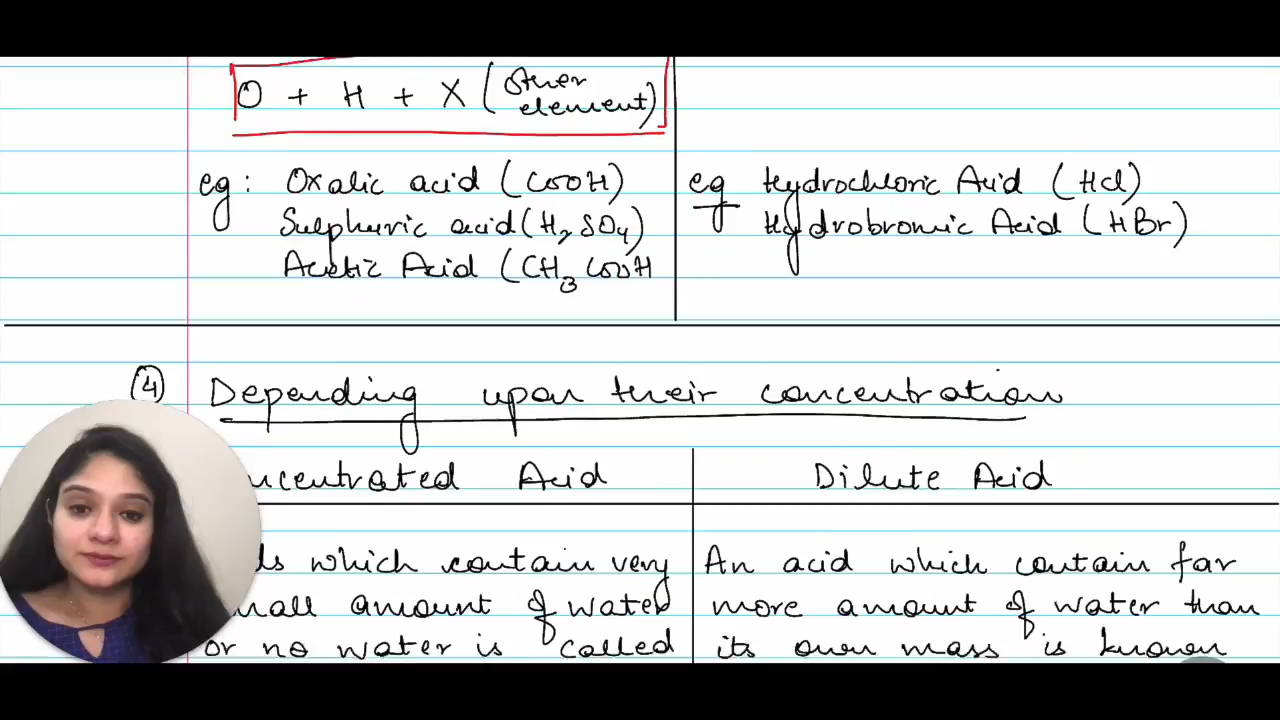 O + H + X (other element)
eg: Oxalic acid (COOH)
Sulphuric acid (H₂SO₄)
Acetic Acid (CH₃COOH
eg Hydrochloric Acid (HCl)
Hydrobromic Acid (HBr)
④ Depending upon their concentration
ncentrated Acid
ds which contain very
mall amount of water
or no water is called
Dilute Acid
An acid which contain far
more amount of water than
its own mass is known